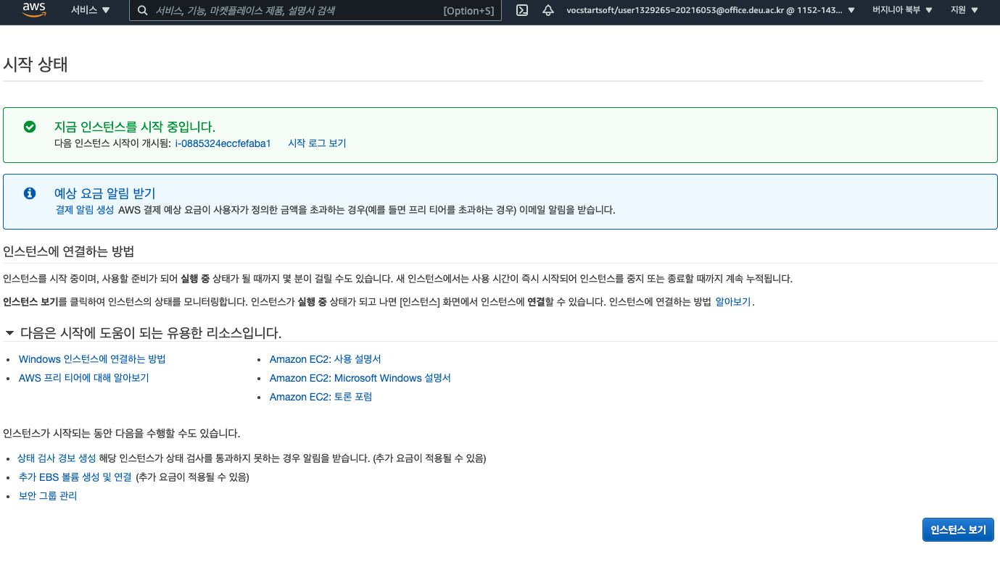 aws
서비스 ▼
서비스, 기능, 마켓플레이스 제품, 설명서 검색 [Option+S]
vocstartsoft/user1329265=20216053@office.deu.ac.kr @ 1152-143... ▼
버지니아 북부 ▼
지원 ▼
시작 상태
지금 인스턴스를 시작 중입니다.
다음 인스턴스 시작이 개시됨: i-0885324eccfefaba1 시작 로그 보기
예상 요금 알림 받기
결제 알림 생성 AWS 결제 예상 요금이 사용자가 정의한 금액을 초과하는 경우(예를 들면 프리 티어를 초과하는 경우) 이메일 알림을 받습니다.
인스턴스에 연결하는 방법
인스턴스를 시작 중이며, 사용할 준비가 되어 실행 중 상태가 될 때까지 몇 분이 걸릴 수도 있습니다. 새 인스턴스에서는 사용 시간이 즉시 시작되어 인스턴스를 중지 또는 종료할 때까지 계속 누적됩니다.
인스턴스 보기를 클릭하여 인스턴스의 상태를 모니터링합니다. 인스턴스가 실행 중 상태가 되고 나면 [인스턴스] 화면에서 인스턴스에 연결할 수 있습니다. 인스턴스에 연결하는 방법 알아보기.
▼ 다음은 시작에 도움이 되는 유용한 리소스입니다.
• Windows 인스턴스에 연결하는 방법
• AWS 프리 티어에 대해 알아보기
• Amazon EC2: 사용 설명서
• Amazon EC2: Microsoft Windows 설명서
• Amazon EC2: 토론 포럼
인스턴스가 시작되는 동안 다음을 수행할 수도 있습니다.
• 상태 검사 경보 생성 해당 인스턴스가 상태 검사를 통과하지 못하는 경우 알림을 받습니다. (추가 요금이 적용될 수 있음)
• 추가 EBS 볼륨 생성 및 연결 (추가 요금이 적용될 수 있음)
• 보안 그룹 관리
인스턴스 보기